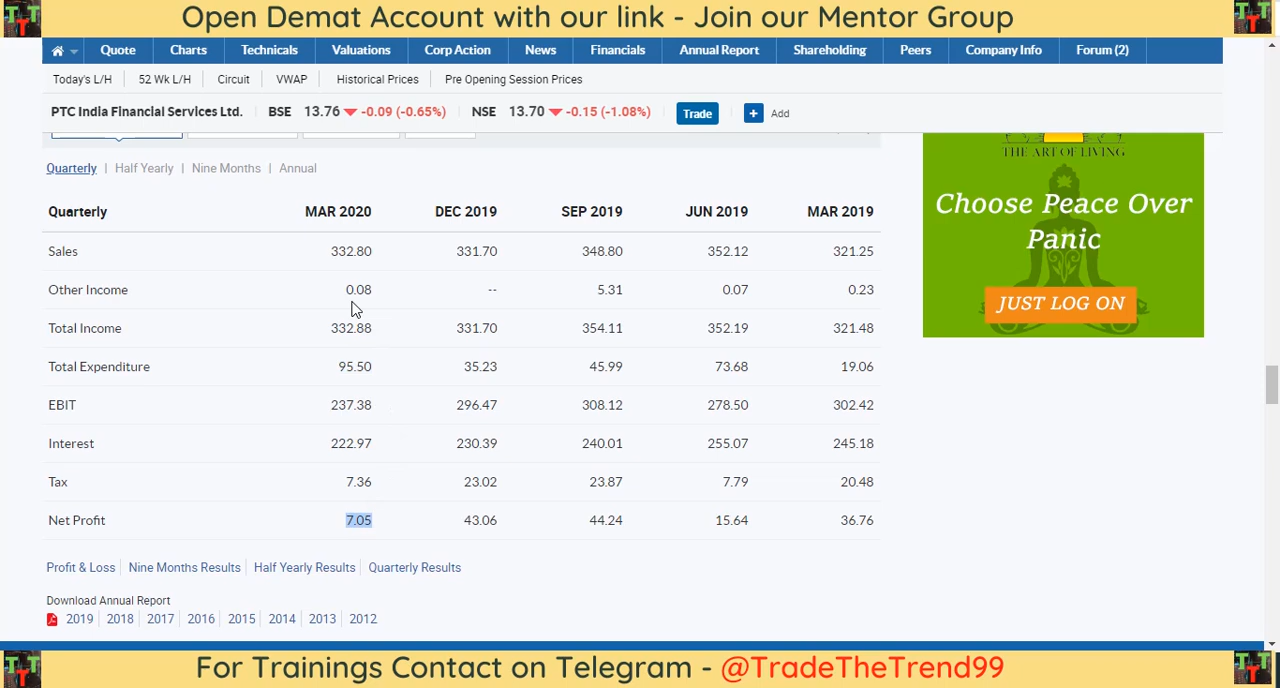 Open Demat Account with our link - Join our Mentor Group
Quote Charts Technicals Valuations Corp Action News Financials Annual Report Shareholding Peers Company Info Forum (2)
Today's L/H | 52 Wk L/H | Circuit | VWAP | Historical Prices | Pre Opening Session Prices
PTC India Financial Services Ltd. BSE 13.76 -0.09 (-0.65%) NSE 13.70 -0.15 (-1.08%) Trade + Add
THE ART OF LIVING
Quarterly | Half Yearly | Nine Months | Annual
Choose Peace Over
Panic
JUST LOG ON
Quarterly MAR 2020 DEC 2019 SEP 2019 JUN 2019 MAR 2019
Sales 332.80 331.70 348.80 352.12 321.25
Other Income 0.08 -- 5.31 0.07 0.23
Total Income 332.88 331.70 354.11 352.19 321.48
Total Expenditure 95.50 35.23 45.99 73.68 19.06
EBIT 237.38 296.47 308.12 278.50 302.42
Interest 222.97 230.39 240.01 255.07 245.18
Tax 7.36 23.02 23.87 7.79 20.48
Net Profit 7.05 43.06 44.24 15.64 36.76
Profit & Loss | Nine Months Results | Half Yearly Results | Quarterly Results
Download Annual Report
2019 | 2018 | 2017 | 2016 | 2015 | 2014 | 2013 | 2012
For Trainings Contact on Telegram - @TradeTheTrend99